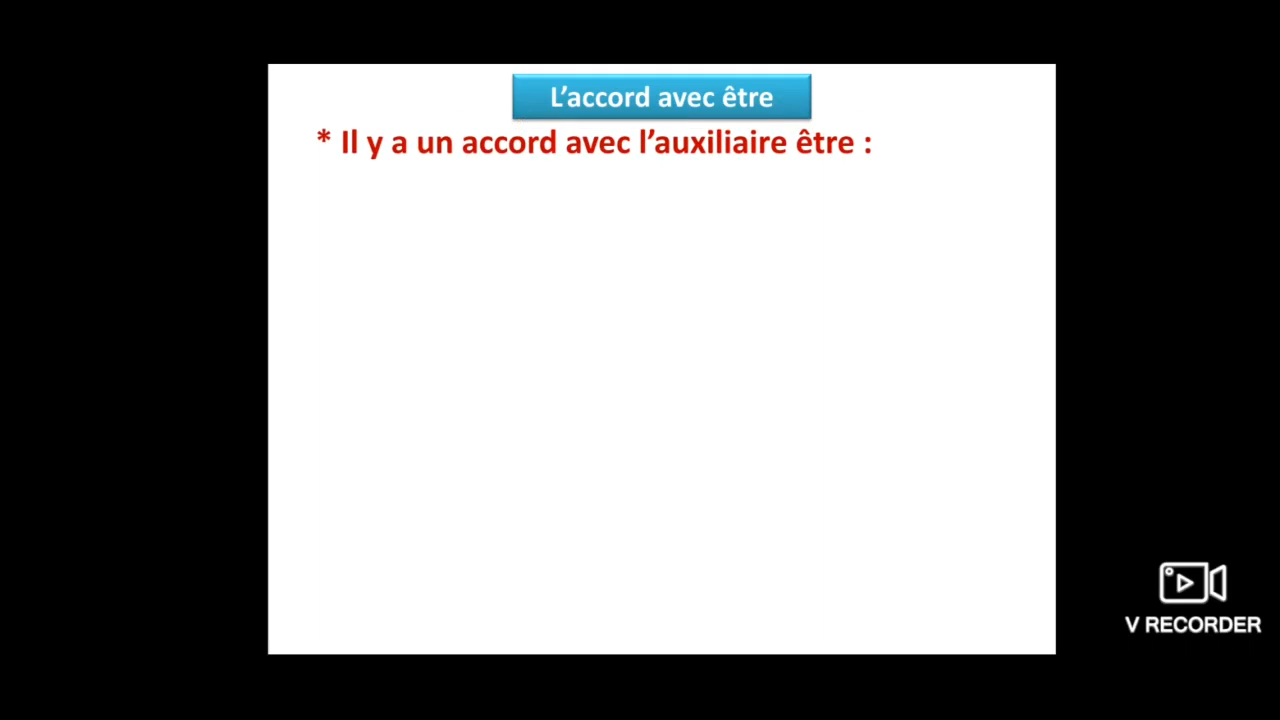 L’accord avec être
* Il y a un accord avec l’auxiliaire être :
V RECORDER